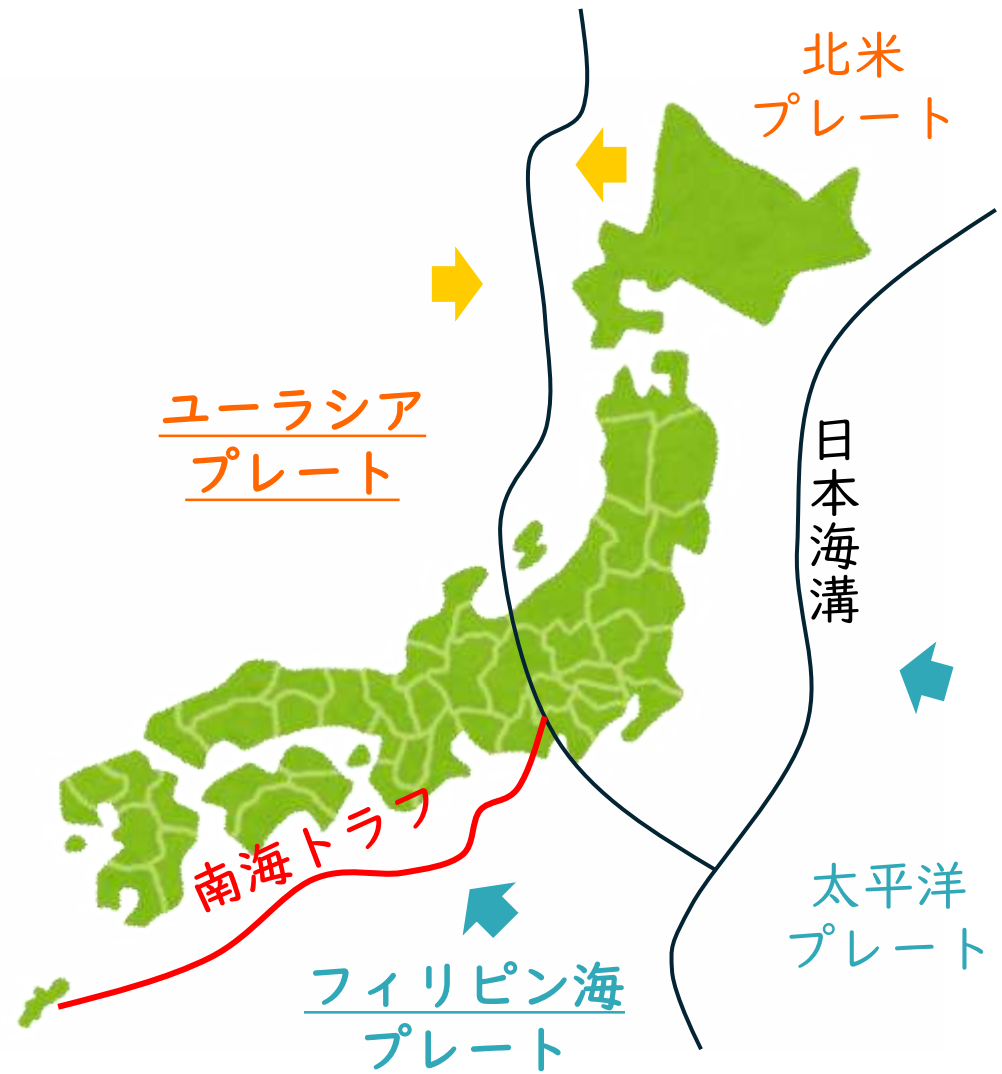 北米
プレート
ユーラシア
プレート
日本海溝
南海トラフ
太平洋
プレート
フィリピン海
プレート